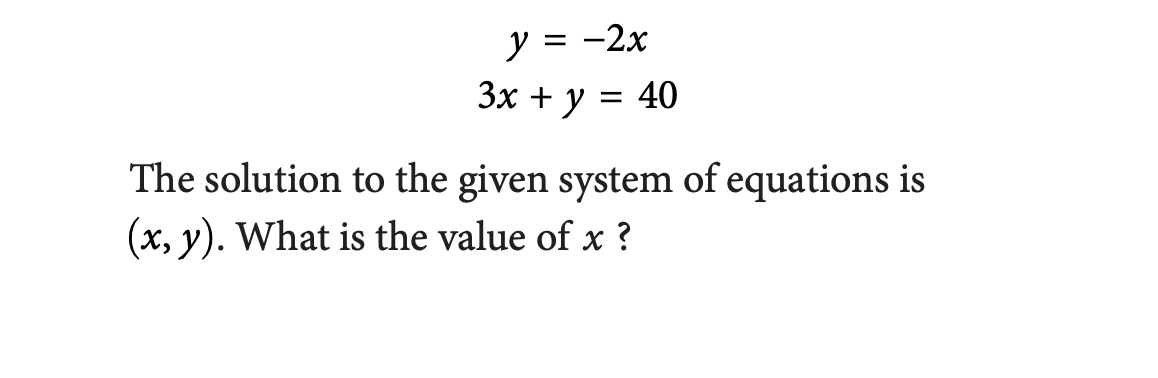 y = −2x
3x + y = 40
The solution to the given system of equations is
(x, y). What is the value of x ?